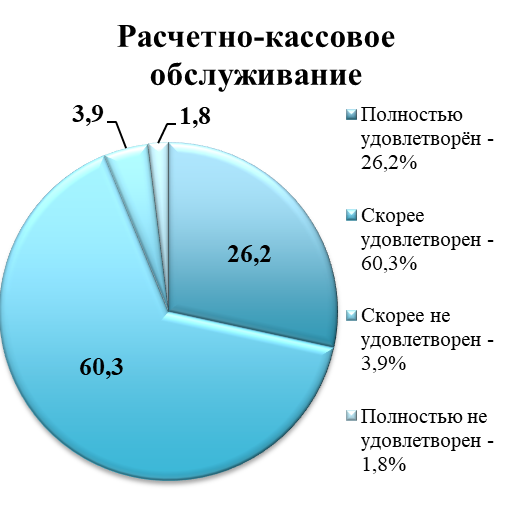 Расчетно-кассовое
обслуживание
3,9
1,8
26,2
60,3
Полностью
удовлетворён -
26,2%
Скорее
удовлетворен -
60,3%
Скорее не
удовлетворен -
3,9%
Полностью не
удовлетворен -
1,8%